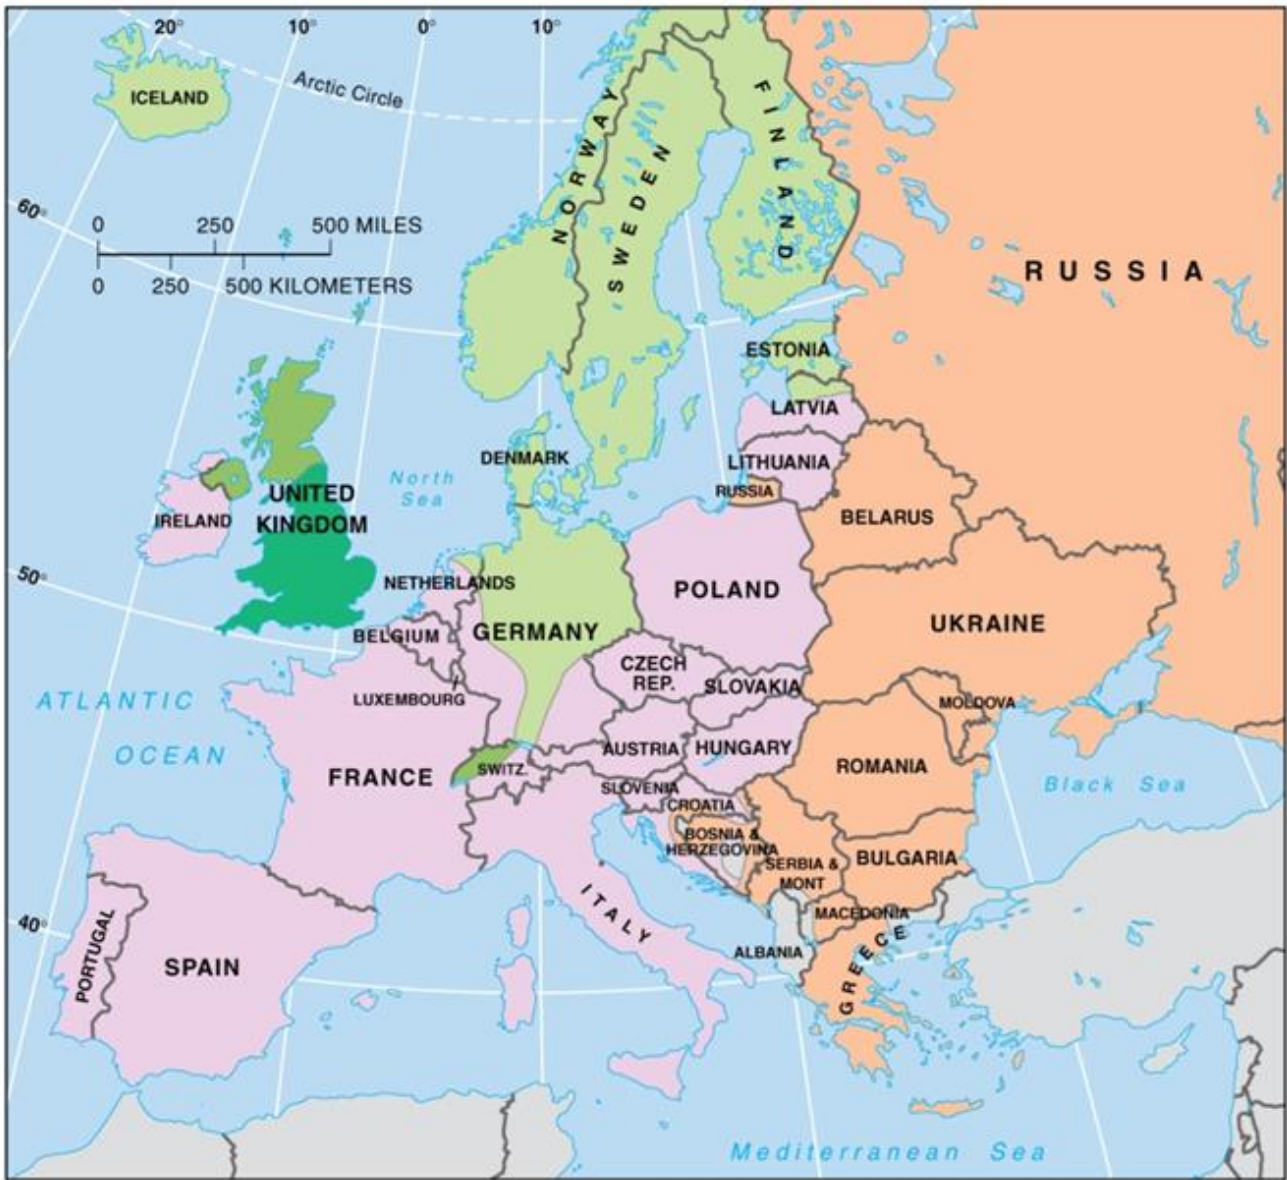 20° 10° 0° 10°
Arctic Circle
ICELAND
NORWAY
SWEDEN
FINLAND
60°
0 250 500 MILES
0 250 500 KILOMETERS
RUSSIA
ESTONIA
LATVIA
LITHUANIA
RUSSIA
DENMARK
North
Sea
UNITED
KINGDOM
IRELAND
BELARUS
50°
NETHERLANDS
POLAND
BELGIUM
GERMANY
UKRAINE
CZECH
REP.
SLOVAKIA
LUXEMBOURG
MOLDOVA
ATLANTIC
OCEAN
AUSTRIA
HUNGARY
FRANCE
SWITZ.
ROMANIA
Black Sea
SLOVENIA
CROATIA
BOSNIA &
HERZEGOVINA
SERBIA &
MONT
BULGARIA
ITALY
MACEDONIA
40°
PORTUGAL
SPAIN
ALBANIA
GREECE
Mediterranean Sea